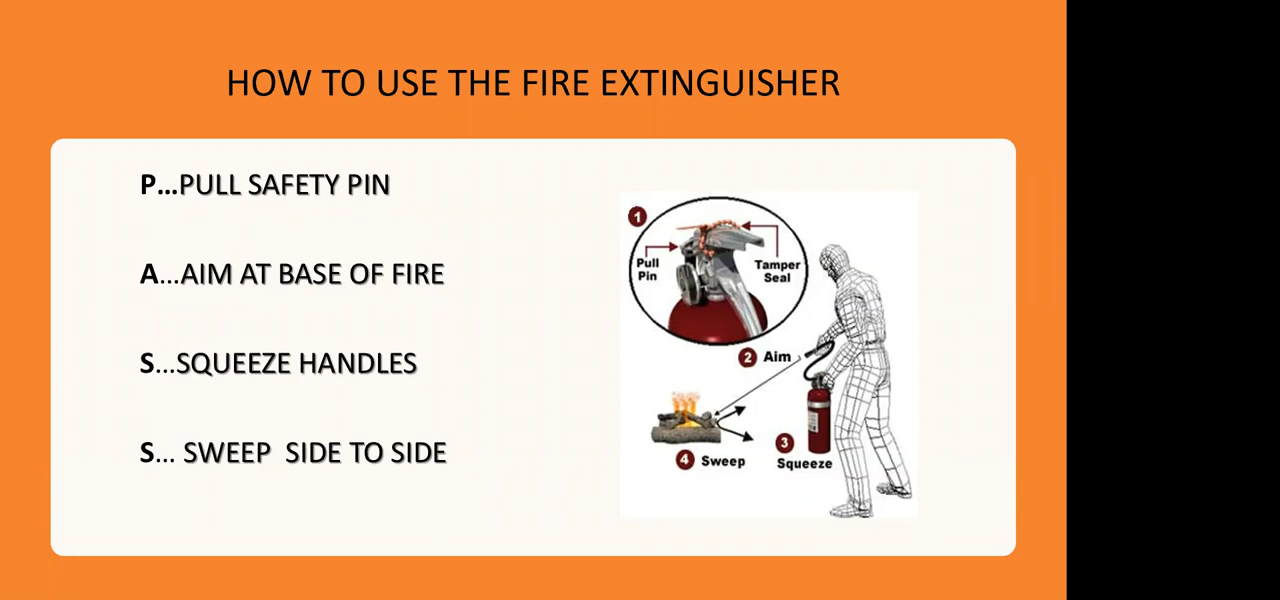 HOW TO USE THE FIRE EXTINGUISHER
P...PULL SAFETY PIN
A...AIM AT BASE OF FIRE
S...SQUEEZE HANDLES
S... SWEEP  SIDE TO SIDE
1
Pull
Pin
Tamper
Seal
2 Aim
3
Squeeze
4 Sweep